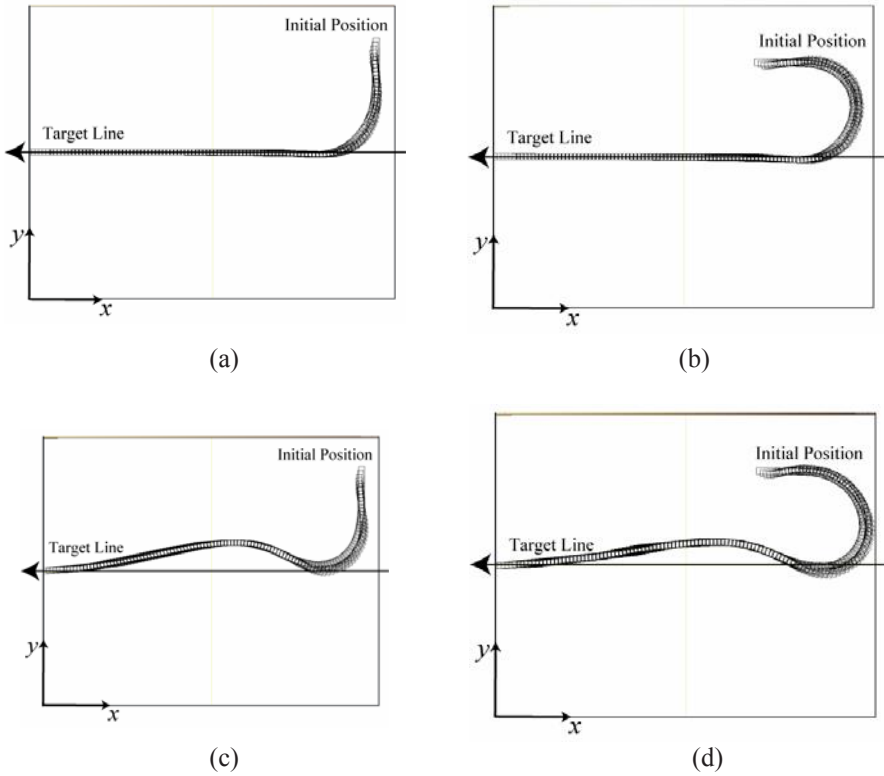 Initial Position
Target Line
y
x
(a)
Initial Position
Target Line
y
x
(b)
Initial Position
Target Line
y
x
(c)
Initial Position
Target Line
y
x
(d)